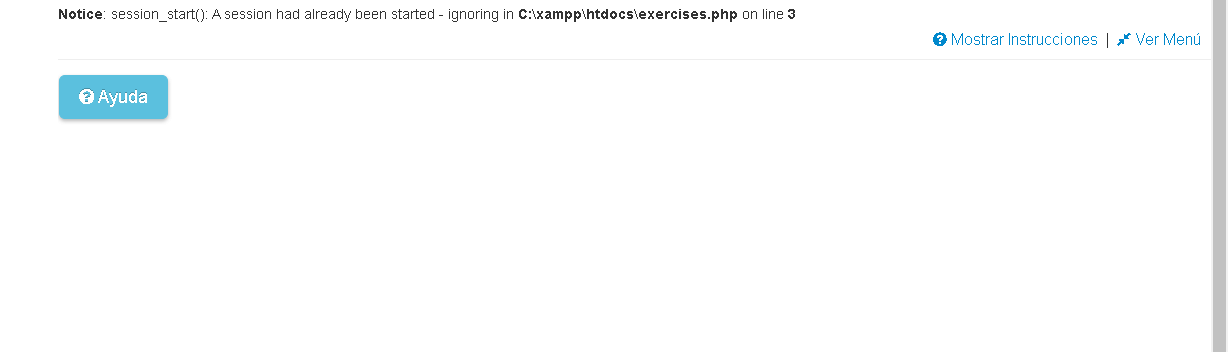 Notice: session_start(): A session had already been started - ignoring in C:\xampp\htdocs\exercises.php on line 3
Mostrar Instrucciones | Ver Menú
Ayuda